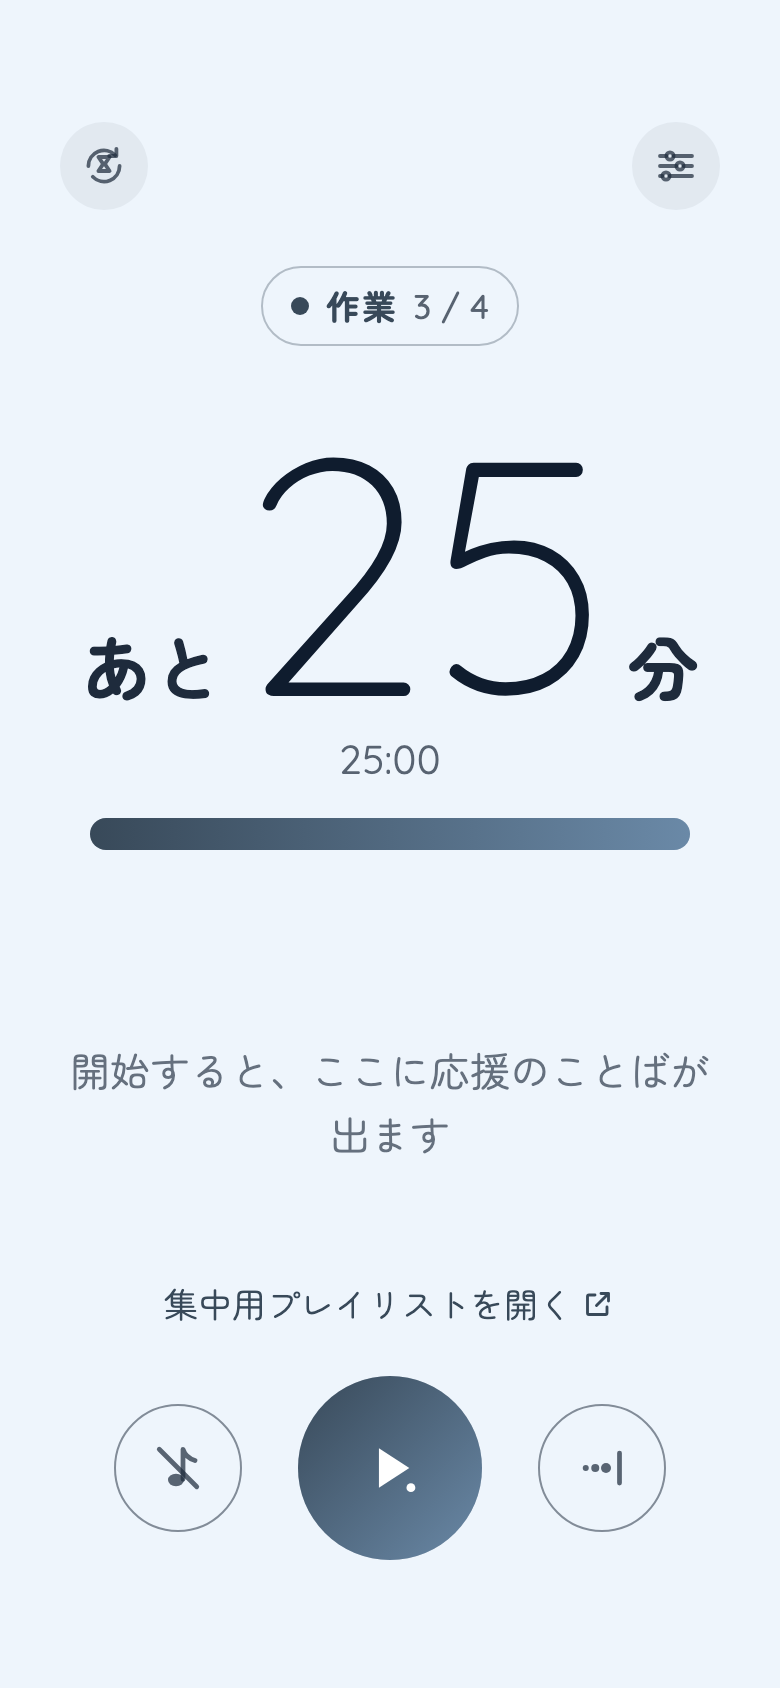 作業 3 / 4
あと 25 分
25:00
開始すると、ここに応援のことばが
出ます
集中用プレイリストを開く